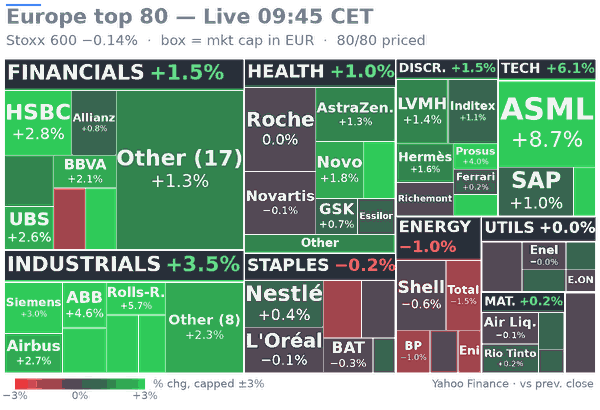 Europe top 80 — Live 09:45 CET
Stoxx 600 −0.14% · box = mkt cap in EUR · 80/80 priced
FINANCIALS +1.5%
HSBC
+2.8%
Allianz
+0.8%
BBVA
+2.1%
UBS
+2.6%
Other (17)
+1.3%
HEALTH +1.0%
Roche
0.0%
AstraZen.
+1.3%
Novo
+1.8%
Novartis
−0.1%
GSK
+0.7%
Essilor
Other
DISCR. +1.5%
LVMH
+1.4%
Inditex
+1.1%
Hermès
+1.6%
Prosus
+4.0%
Ferrari
+0.2%
Richemont
TECH +6.1%
ASML
+8.7%
SAP
+1.0%
INDUSTRIALS +3.5%
Siemens
+3.0%
ABB
+4.6%
Rolls-R.
+5.7%
Airbus
+2.7%
Other (8)
+2.3%
STAPLES −0.2%
Nestlé
+0.4%
L'Oréal
−0.1%
BAT
−0.3%
ENERGY
−1.0%
Shell
−0.6%
Total
−1.5%
BP
−1.0%
Eni
UTILS +0.0%
Enel
−0.0%
E.ON
MAT. +0.2%
Air Liq.
−0.1%
Rio Tinto
+0.2%
−3%
0%
+3%
% chg, capped ±3%
Yahoo Finance · vs prev. close